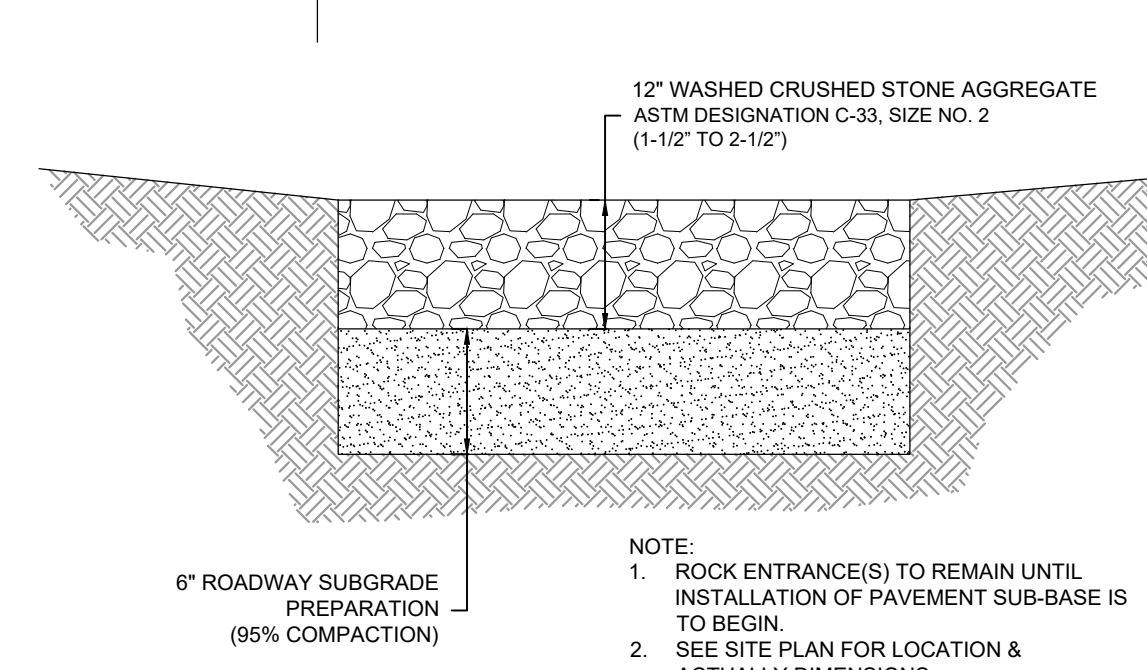 12" WASHED CRUSHED STONE AGGREGATE
ASTM DESIGNATION C-33, SIZE NO. 2
(1-1/2” TO 2-1/2”)
6" ROADWAY SUBGRADE
PREPARATION
(95% COMPACTION)
NOTE:
1. ROCK ENTRANCE(S) TO REMAIN UNTIL
INSTALLATION OF PAVEMENT SUB-BASE IS
TO BEGIN.
2. SEE SITE PLAN FOR LOCATION &
ACTUALLY DIMENSIONS